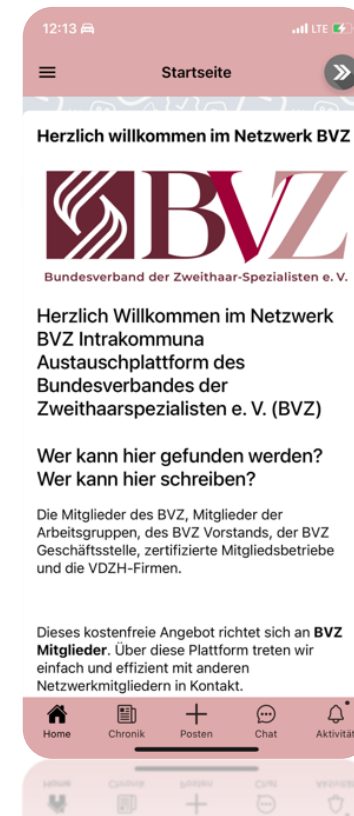 12:13
LTE
Startseite
Herzlich willkommen im Netzwerk BVZ
BVZ
Bundesverband der Zweithaar-Spezialisten e. V.
Herzlich Willkommen im Netzwerk
BVZ Intrakommuna
Austauschplattform des
Bundesverbandes der
Zweithaarspezialisten e. V. (BVZ)
Wer kann hier gefunden werden?
Wer kann hier schreiben?
Die Mitglieder des BVZ, Mitglieder der
Arbeitsgruppen, des BVZ Vorstands, der BVZ
Geschäftsstelle, zertifizierte Mitgliedsbetriebe
und die VDZH-Firmen.
Dieses kostenfreie Angebot richtet sich an BVZ
Mitglieder. Über diese Plattform treten wir
einfach und effizient mit anderen
Netzwerkmitgliedern in Kontakt.
Home Chronik Posten Chat Aktivität